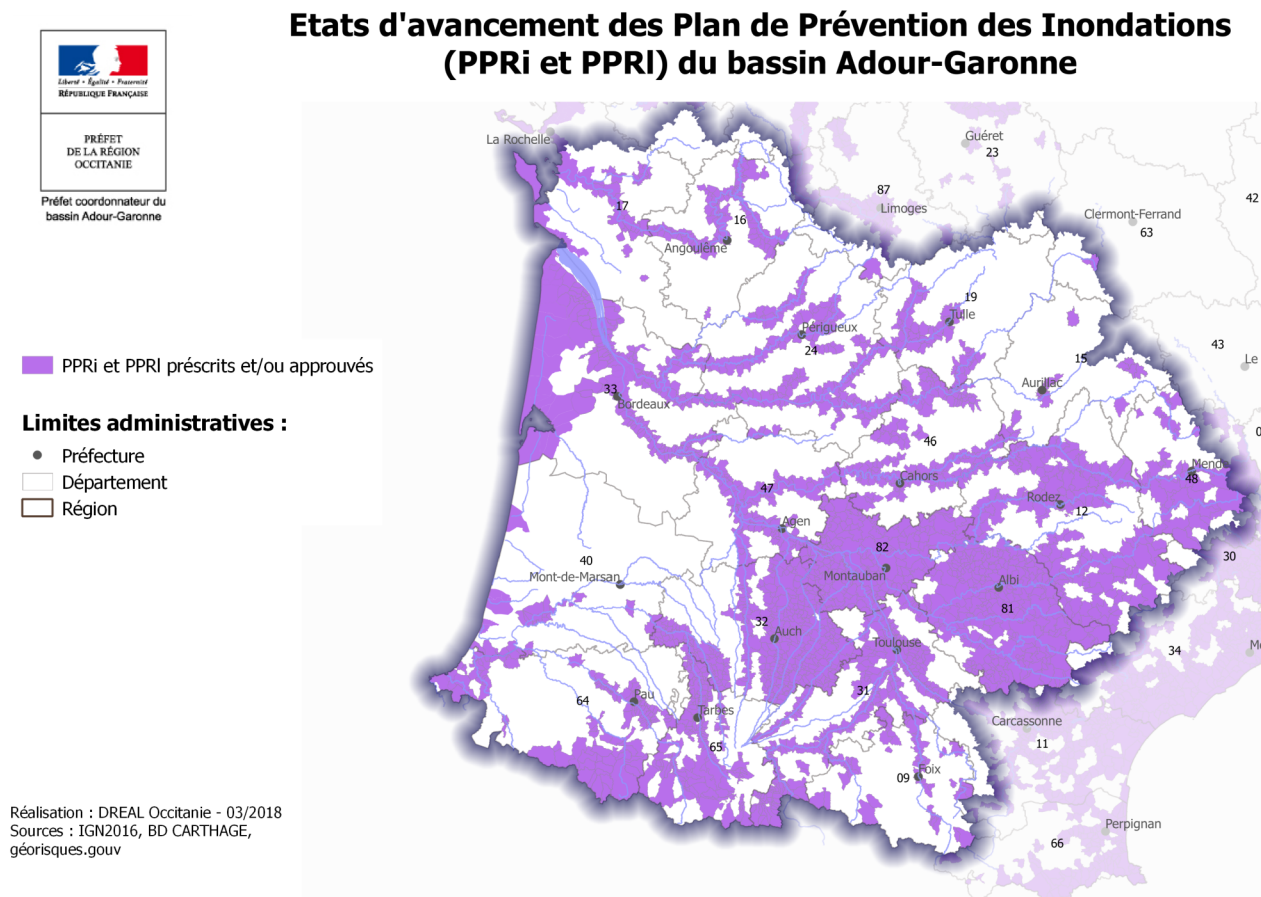 Etats d'avancement des Plan de Prévention des Inondations
(PPRi et PPRl) du bassin Adour-Garonne
Liberté • Égalité • Fraternité
RÉPUBLIQUE FRANÇAISE
PRÉFET
DE LA RÉGION
OCCITANIE
Préfet coordonnateur du
bassin Adour-Garonne
PPRi et PPRl préscrits et/ou approuvés
Limites administratives :
Préfecture
Département
Région
Réalisation : DREAL Occitanie - 03/2018
Sources : IGN2016, BD CARTHAGE,
géorisques.gouv
La Rochelle
Guéret
23
87
Limoges
42
Clermont-Ferrand
63
17
16
Angoulême
19
Tulle
Périgueux
24
43
Le
15
Aurillac
33
Bordeaux
46
0
Mend
48
47
Cahors
Rodez
12
Agen
82
30
40
Mont-de-Marsan
Montauban
Albi
81
32
Auch
Toulouse
34
Mo
31
64
Pau
Tarbes
65
Carcassonne
11
09
Foix
Perpignan
66